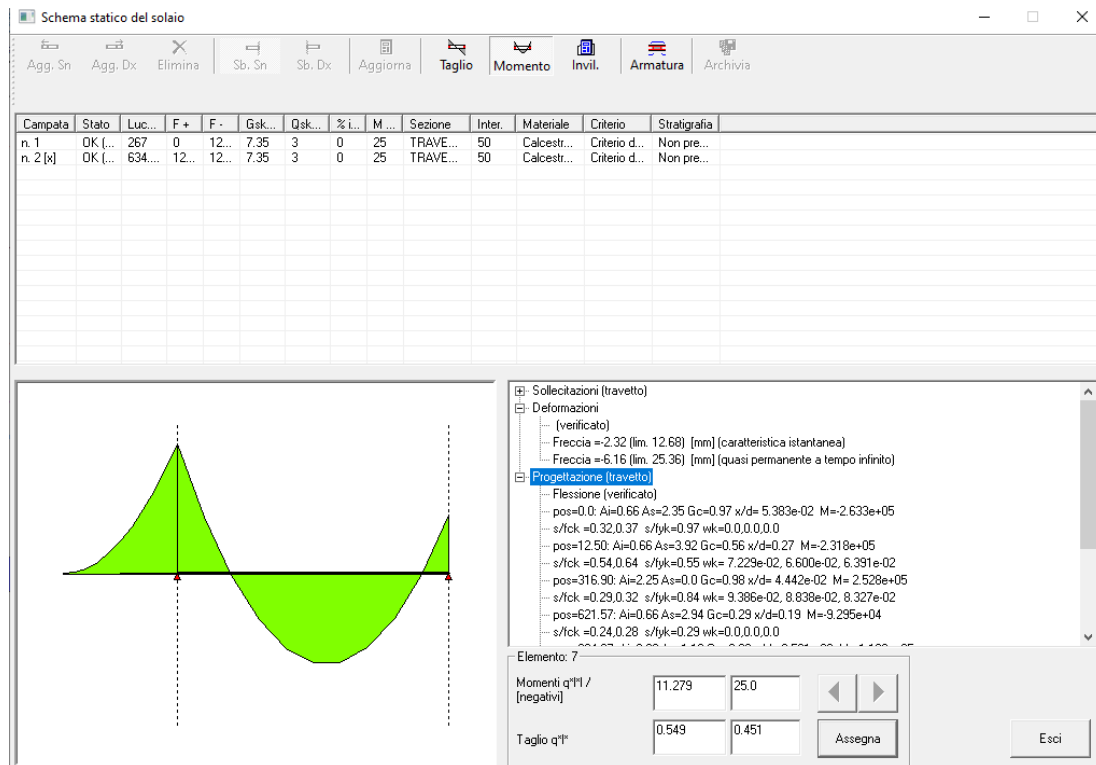 Schema statico del solaio
Agg. Sn Agg. Dx Elimina Sb. Sn Sb. Dx Aggiorna Taglio Momento Invil. Armatura Archivia
Campata Stato Luc... F + F - Gsk... Qsk... % i... M ... Sezione Inter. Materiale Criterio Stratigrafia
n. 1 OK (... 267 0 12... 7.35 3 0 25 TRAVE... 50 Calcestr... Criterio d... Non pre...
n. 2 [x] OK (... 634.... 12... 12... 7.35 3 0 25 TRAVE... 50 Calcestr... Criterio d... Non pre...
Sollecitazioni (travetto)
Deformazioni
(verificato)
Freccia =-2.32 (lim. 12.68) [mm] (caratteristica istantanea)
Freccia =-6.16 (lim. 25.36) [mm] (quasi permanente a tempo infinito)
Progettazione (travetto)
Flessione (verificato)
pos=0.0: Ai=0.66 As=2.35 Gc=0.97 x/d= 5.383e-02 M=-2.633e+05
s/fck =0.32,0.37 s/fyk=0.97 wk=0.0,0.0,0.0
pos=12.50: Ai=0.66 As=3.92 Gc=0.56 x/d=0.27 M=-2.318e+05
s/fck =0.54,0.64 s/fyk=0.55 wk= 7.229e-02, 6.600e-02, 6.391e-02
pos=316.90: Ai=2.25 As=0.0 Gc=0.98 x/d= 4.442e-02 M= 2.528e+05
s/fck =0.29,0.32 s/fyk=0.84 wk= 9.386e-02, 8.838e-02, 8.327e-02
pos=621.57: Ai=0.66 As=2.94 Gc=0.29 x/d=0.19 M=-9.295e+04
s/fck =0.24,0.28 s/fyk=0.29 wk=0.0,0.0,0.0
Elemento: 7
Momenti q*l*l / [negativi] 11.279 25.0
Taglio q*l* 0.549 0.451 Assegna
Esci